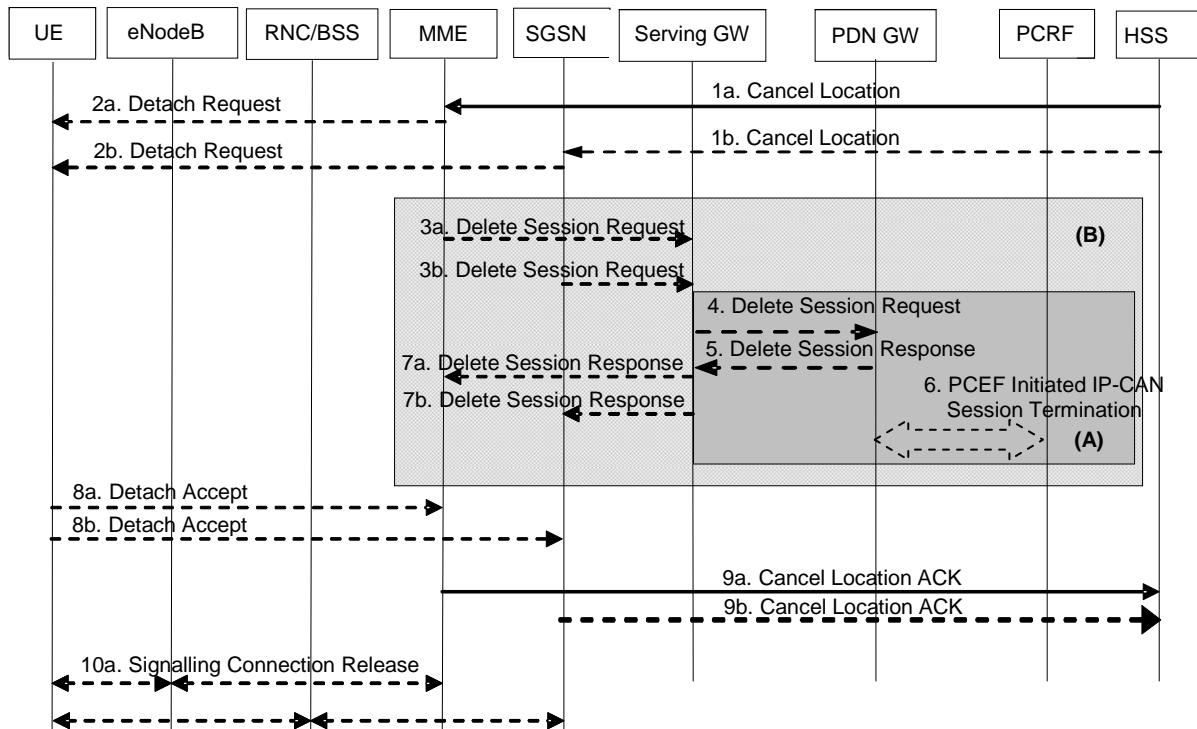 UE
eNodeB
RNC/BSS
MME
SGSN
Serving GW
PDN GW
PCRF
HSS
2a. Detach Request
1a. Cancel Location
2b. Detach Request
1b. Cancel Location
3a. Delete Session Request
(B)
3b. Delete Session Request
4. Delete Session Request
5. Delete Session Response
7a. Delete Session Response
6. PCEF Initiated IP-CAN
Session Termination
7b. Delete Session Response
(A)
8a. Detach Accept
8b. Detach Accept
9a. Cancel Location ACK
9b. Cancel Location ACK
10a. Signalling Connection Release